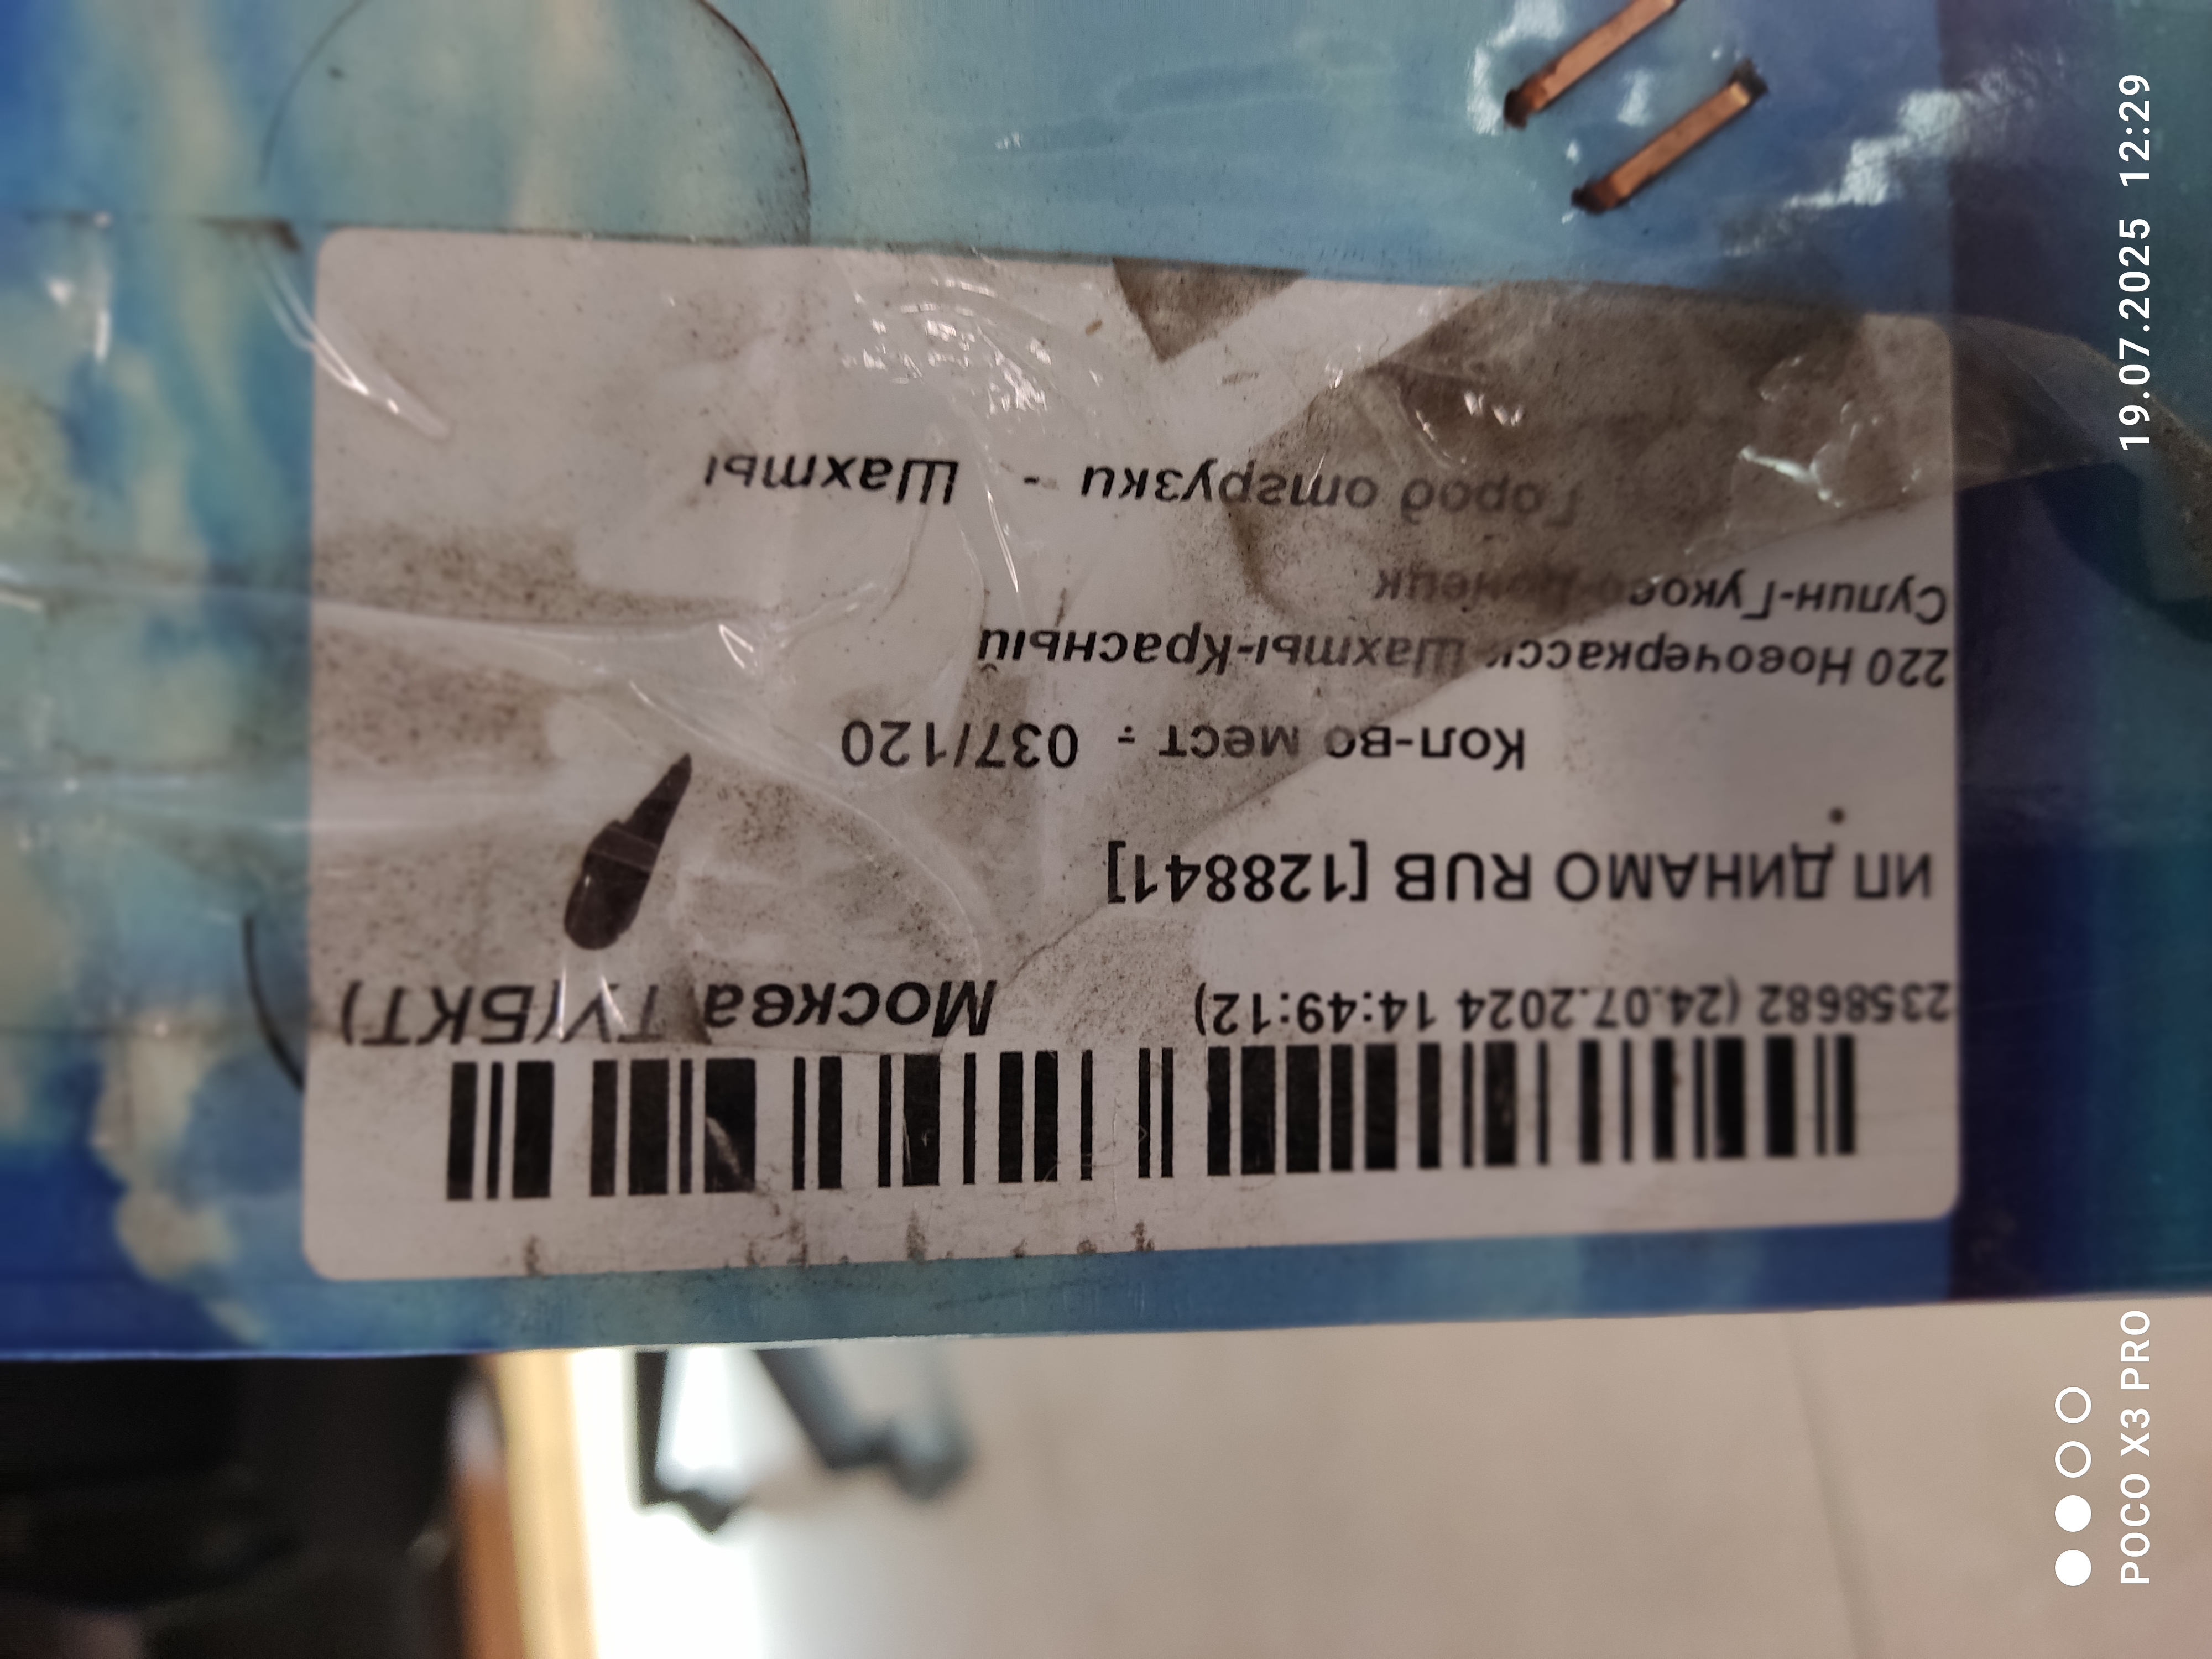 2358682 (24.07.2024 14:49:12) Москва ТУ(БКТ)
ИП ДИНАМО RUB [128841]
Кол-во мест - 037/120
220 Новочеркасск-Шахты-Красный
Сулин-Гуково-Донецк
Город отгрузки - Шахты
POCO X3 PRO
19.07.2025 12:29